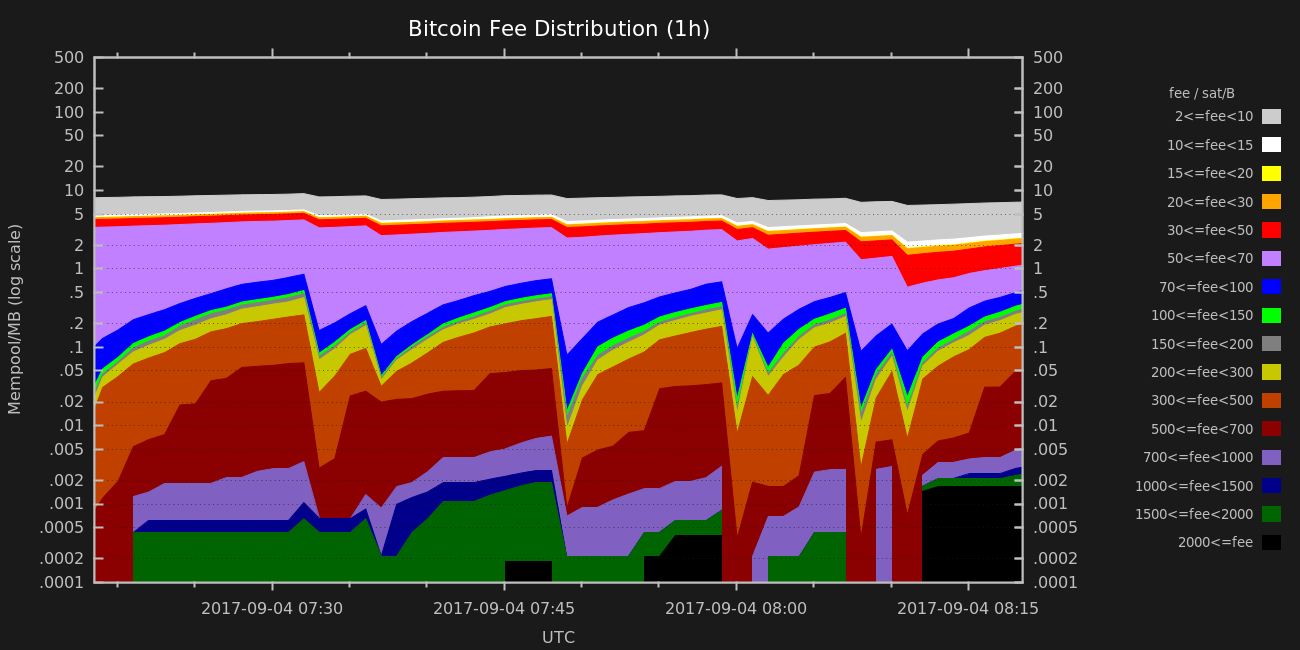 Bitcoin Fee Distribution (1h)
500 500
200 200
100 100
50 50
20 20
10 10
5 5
2 2
1 1
.5 .5
.2 .2
.1 .1
.05 .05
.02 .02
.01 .01
.005 .005
.002 .002
.001 .001
.0005 .0005
.0002 .0002
.0001 .0001
Mempool/MB (log scale)
2017-09-04 07:30 2017-09-04 07:45 2017-09-04 08:00 2017-09-04 08:15
UTC
fee / sat/B
2<=fee<10
10<=fee<15
15<=fee<20
20<=fee<30
30<=fee<50
50<=fee<70
70<=fee<100
100<=fee<150
150<=fee<200
200<=fee<300
300<=fee<500
500<=fee<700
700<=fee<1000
1000<=fee<1500
1500<=fee<2000
2000<=fee